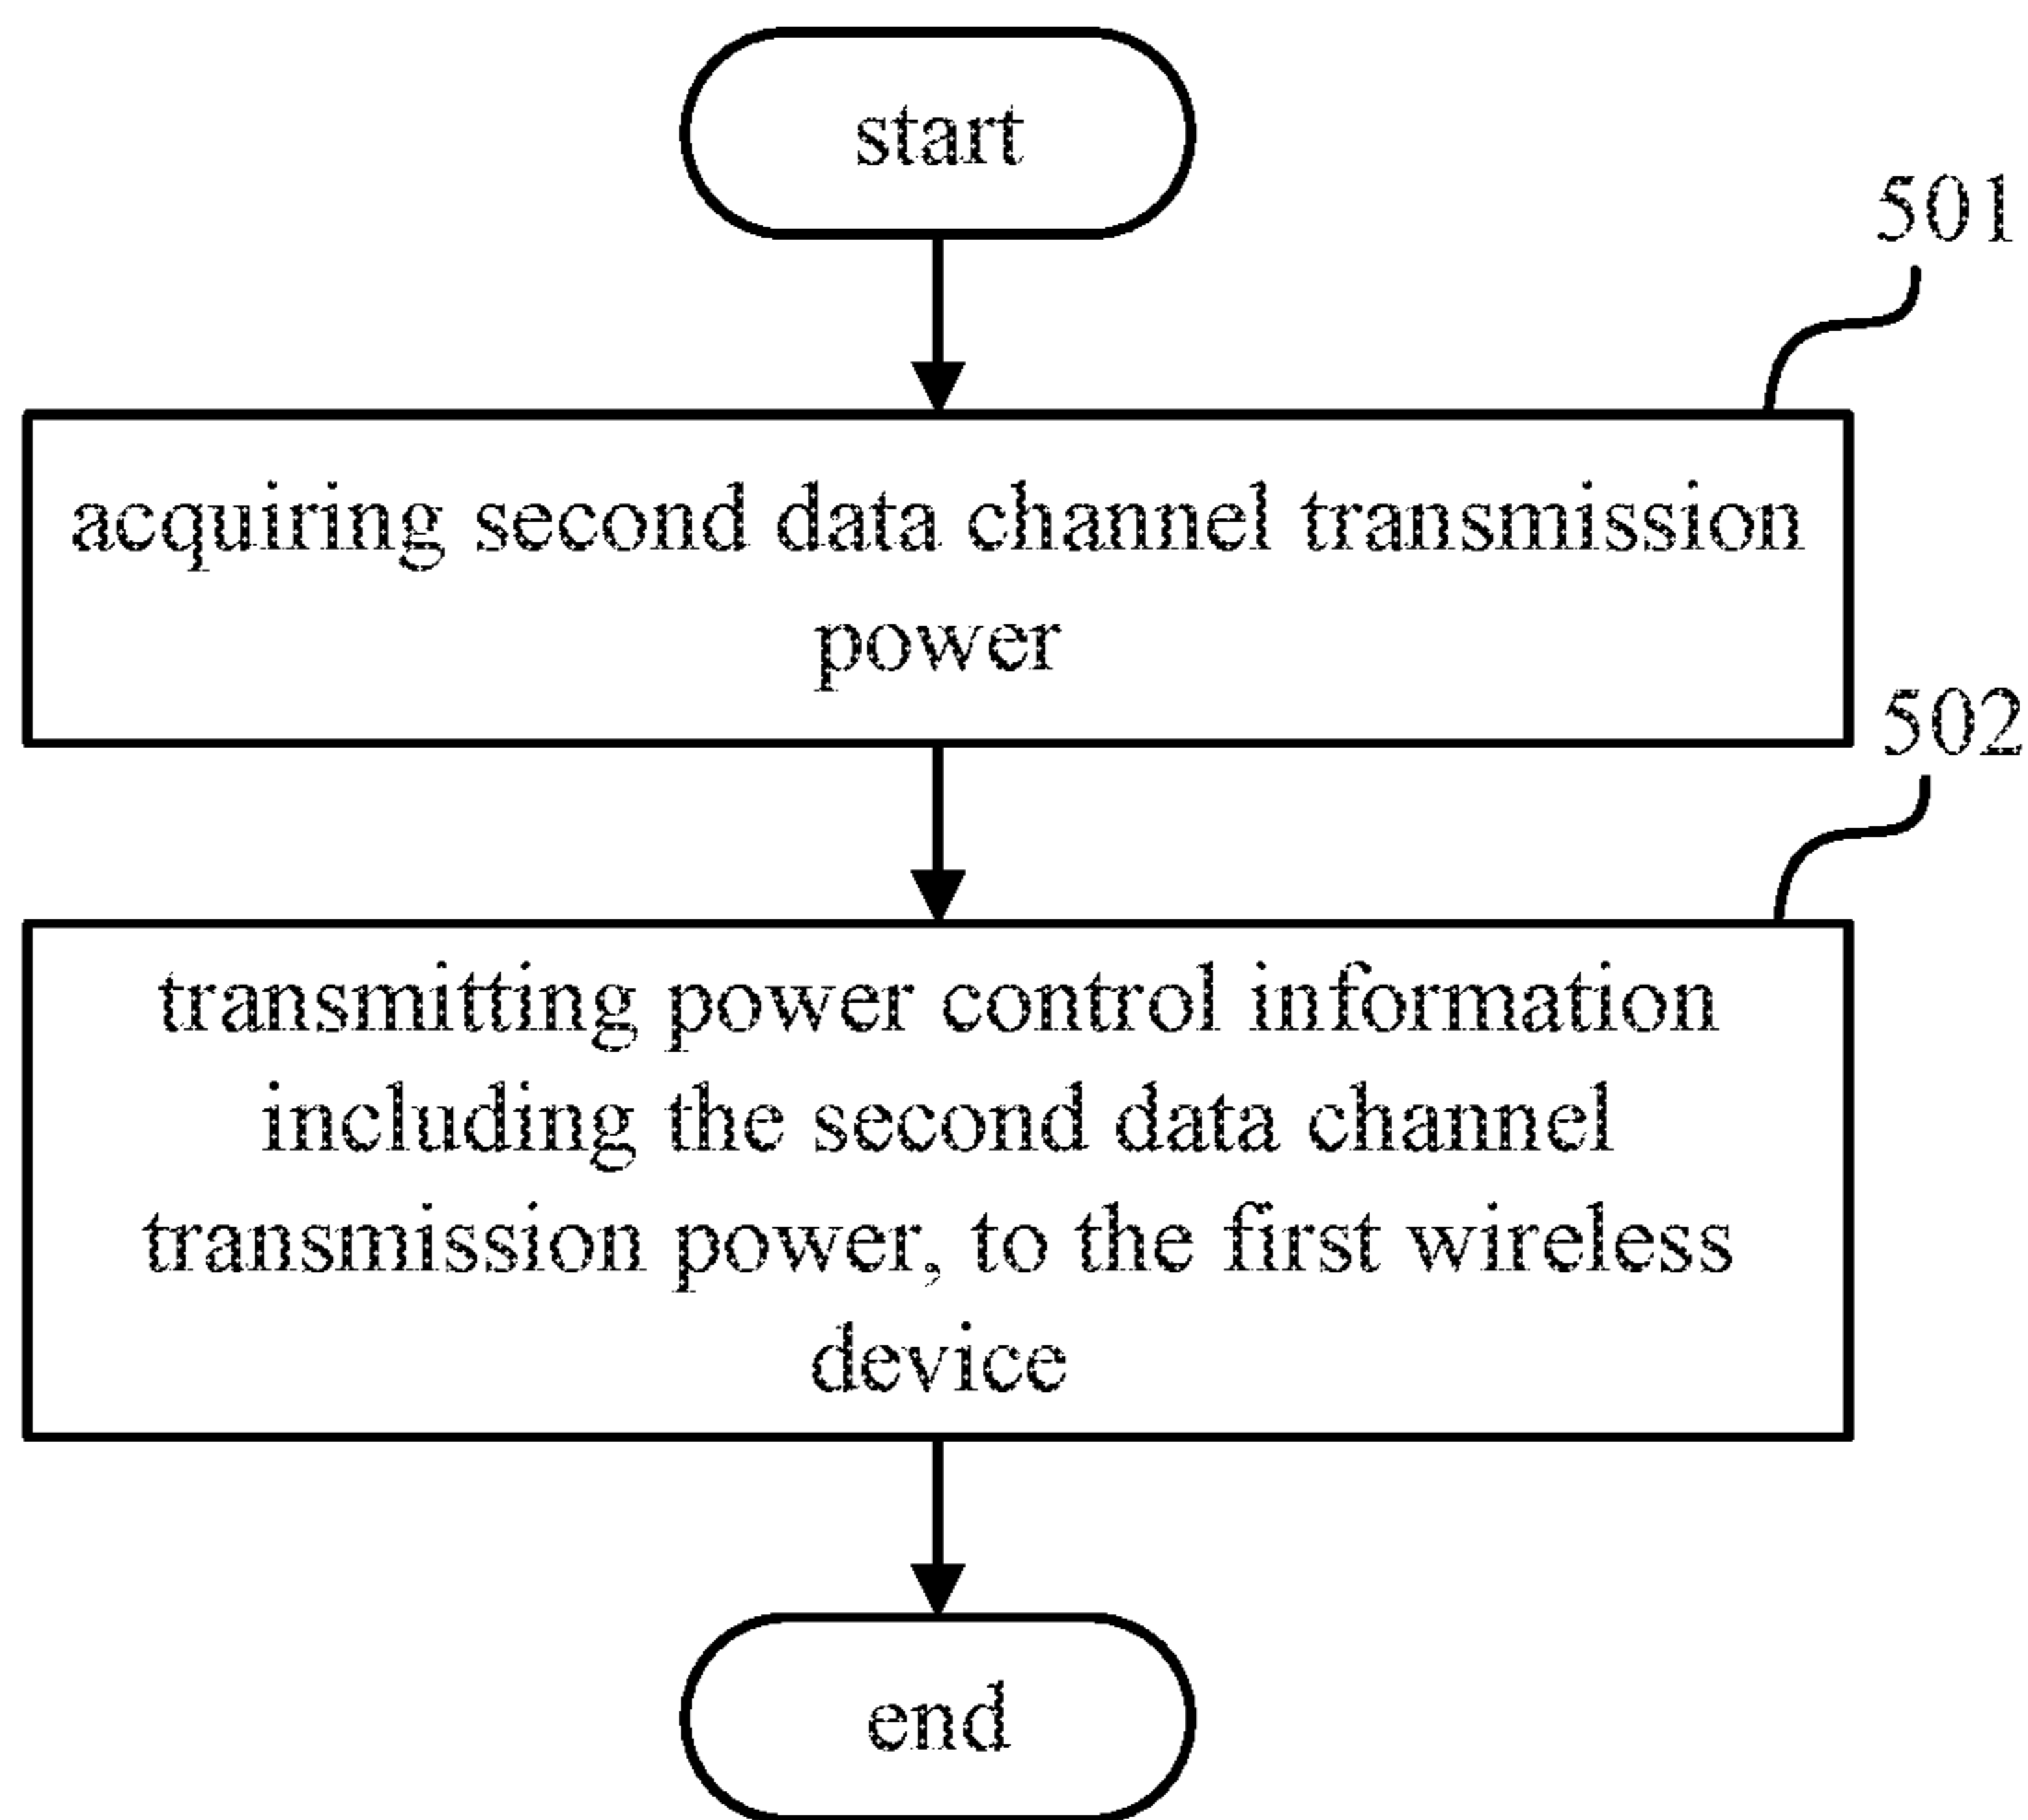 start
501
acquiring second data channel transmission
power
502
transmitting power control information
including the second data channel
transmission power, to the first wireless
device
end